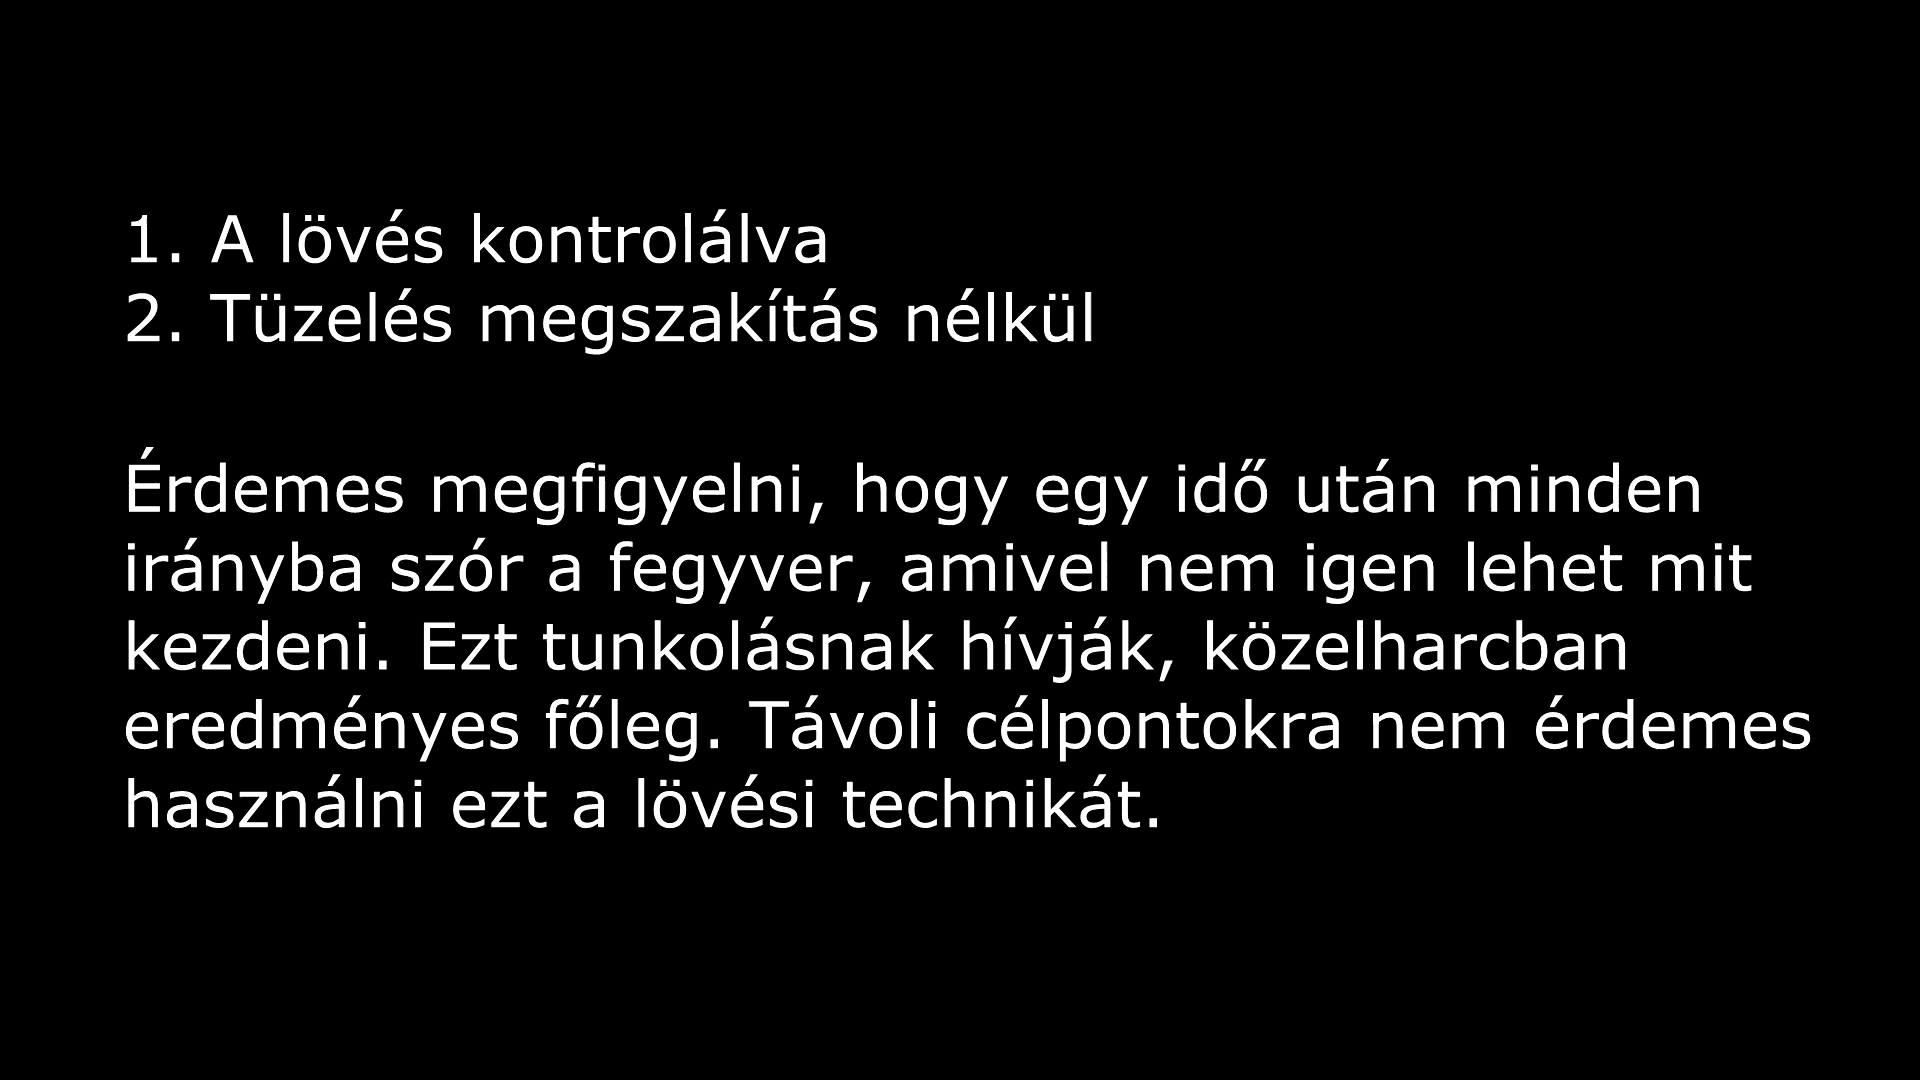 1. A lövés kontrolálva
2. Tüzelés megszakítás nélkül
Érdemes megfigyelni, hogy egy idő után minden
irányba szór a fegyver, amivel nem igen lehet mit
kezdeni. Ezt tunkolásnak hívják, közelharcban
eredményes főleg. Távoli célpontokra nem érdemes
használni ezt a lövési technikát.